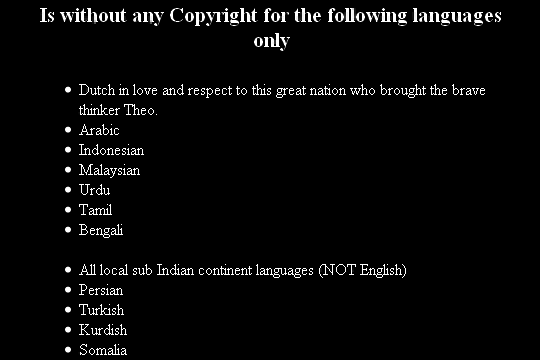 Is without any Copyright for the following languages
only
Dutch in love and respect to this great nation who brought the brave
thinker Theo.
Arabic
Indonesian
Malaysian
Urdu
Tamil
Bengali
All local sub Indian continent languages (NOT English)
Persian
Turkish
Kurdish
Somalia